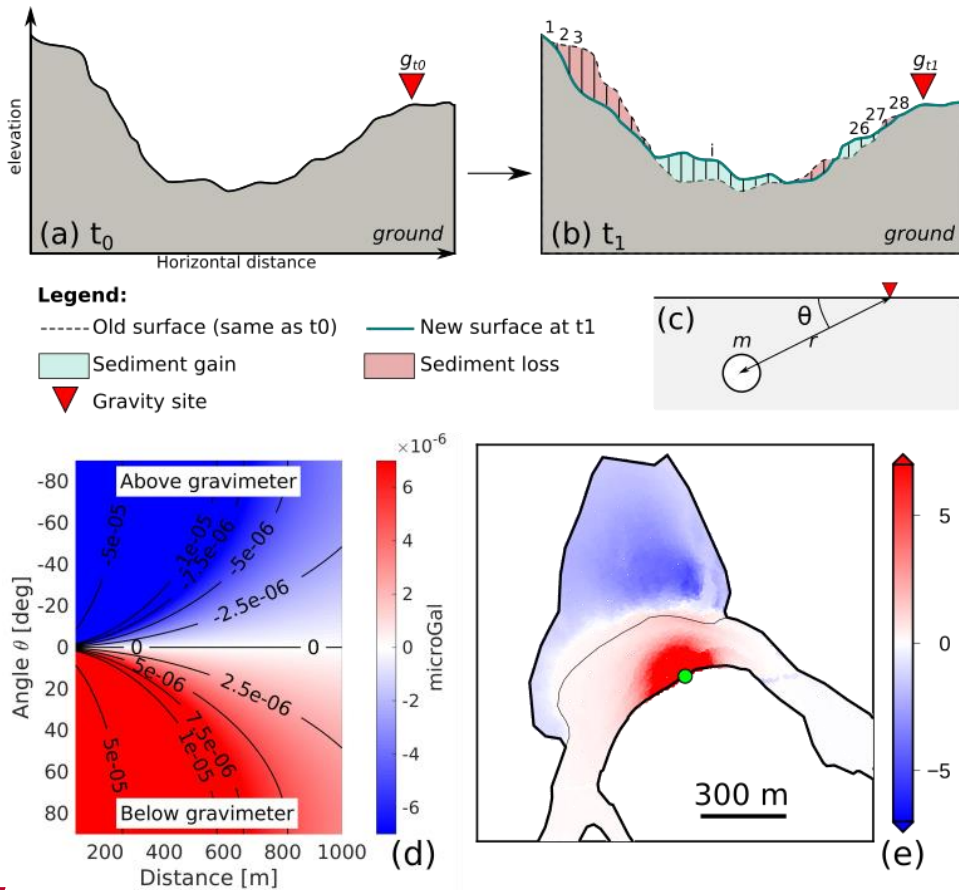 elevation
g_t0
(a) t_0
ground
Horizontal distance
1 2 3
i
26 27 28
g_t1
(b) t_1
ground
Legend:
Old surface (same as t0)
New surface at t1
Sediment gain
Sediment loss
Gravity site
(c)
θ
r
m
×10^-6
Above gravimeter
Below gravimeter
-80
-60
-40
-20
0
20
40
60
80
Angle θ [deg]
-5e-05
-1e-05
-7.5e-06
-5e-06
-2.5e-06
0
0
2.5e-06
5e-06
7.5e-06
1e-05
5e-05
200 400 600 800 1000
Distance [m]
6
4
2
0
-2
-4
-6
microGal
(d)
300 m
5
0
−5
(e)